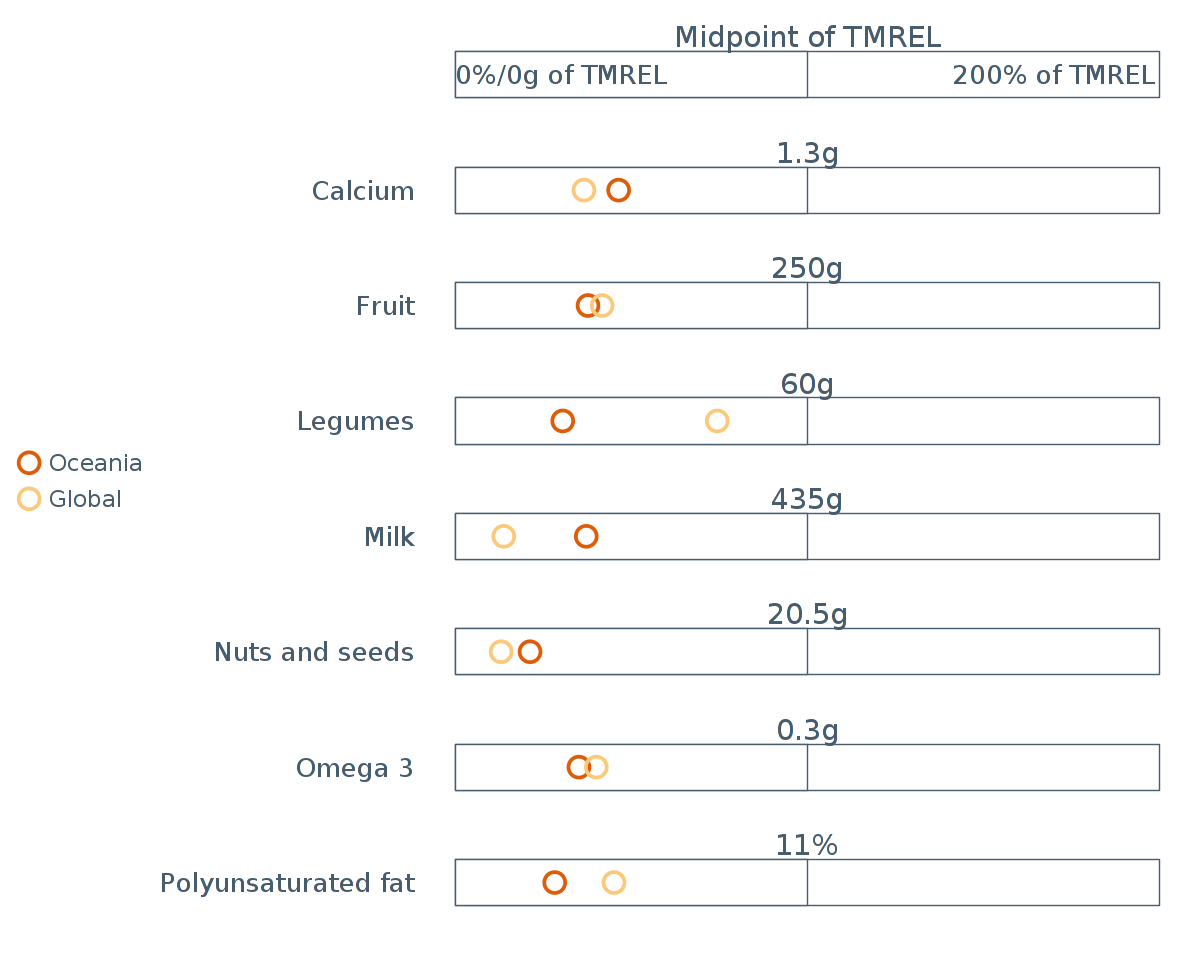 Midpoint of TMREL
0%/0g of TMREL 200% of TMREL
1.3g
Calcium
250g
Fruit
60g
Legumes
Oceania
Global
435g
Milk
20.5g
Nuts and seeds
0.3g
Omega 3
11%
Polyunsaturated fat